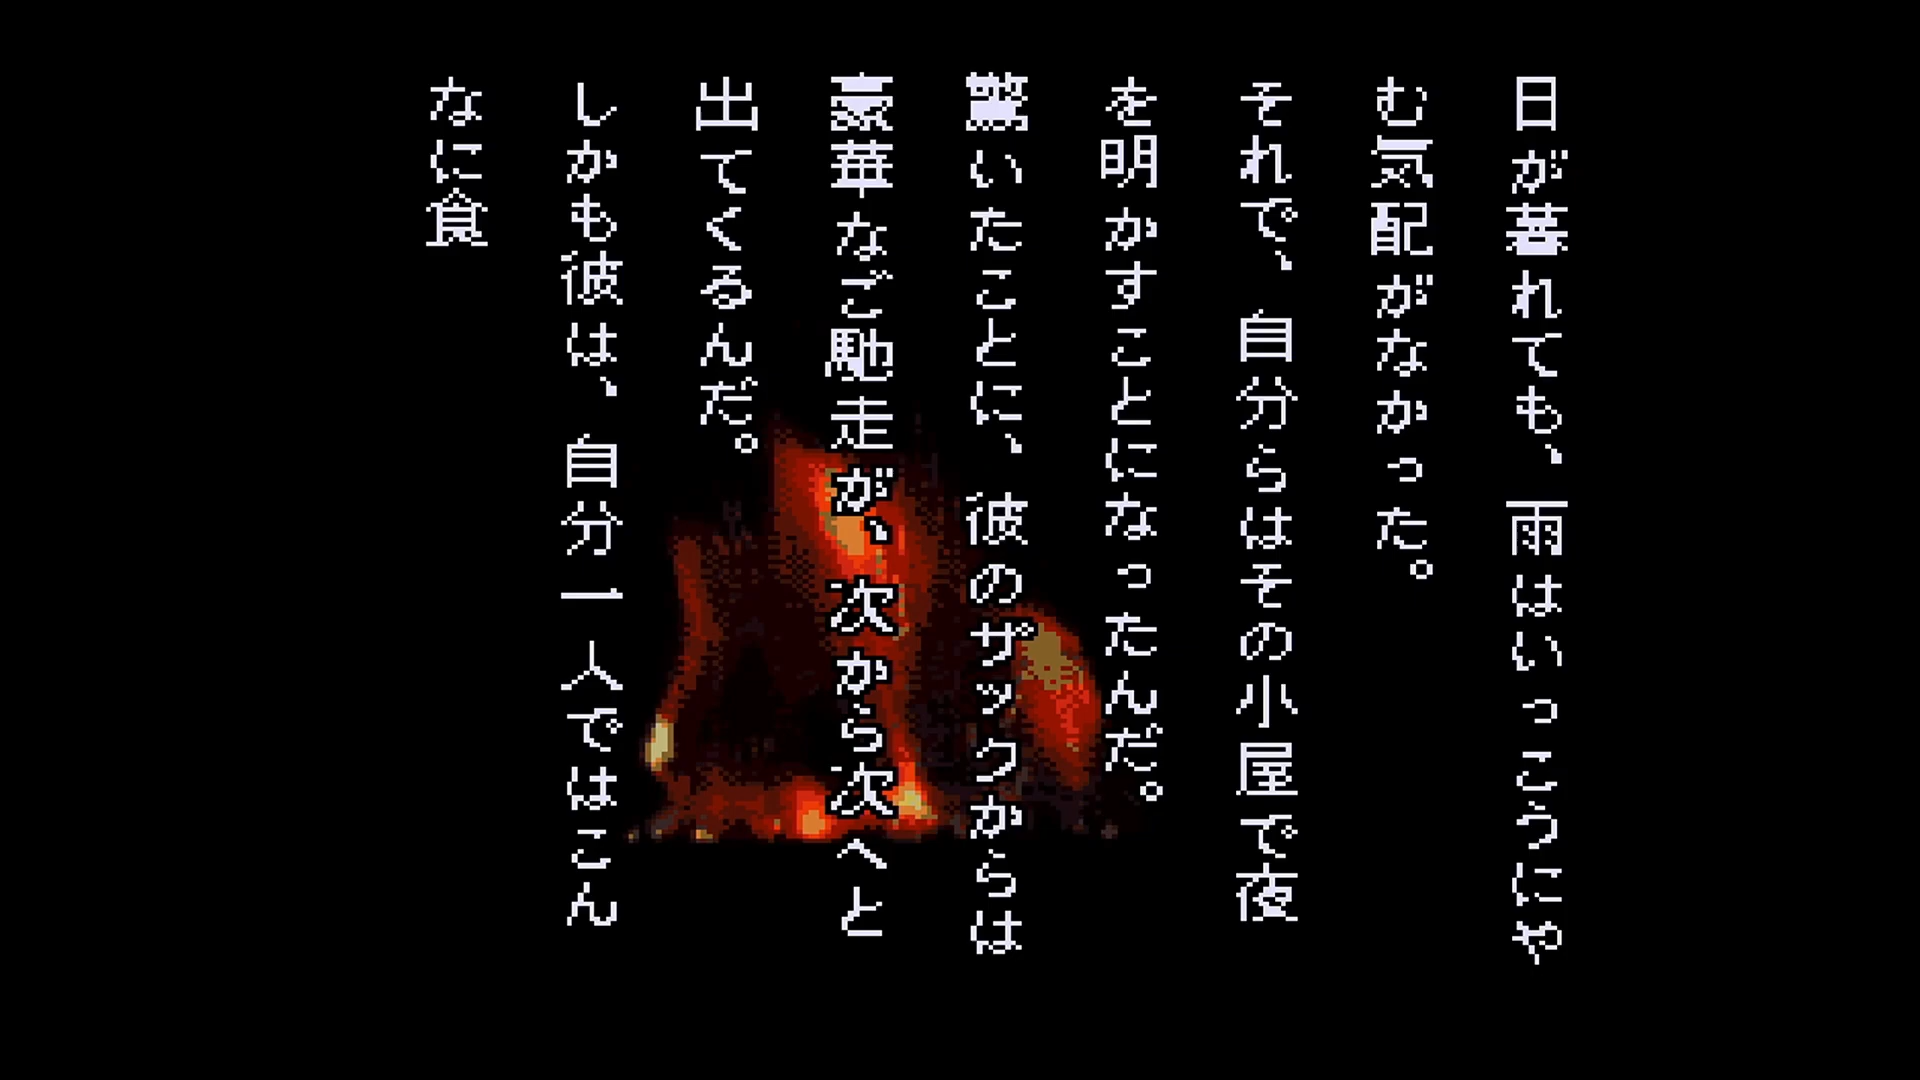 日が暮れても、雨はいっこうにや
む気配がなかった。
それで、自分らはその小屋で夜
を明かすことになったんだ。
驚いたことに、彼のザックからは
豪華なご馳走が、次から次へと
出てくるんだ。
しかも彼は、自分一人ではこん
なに食